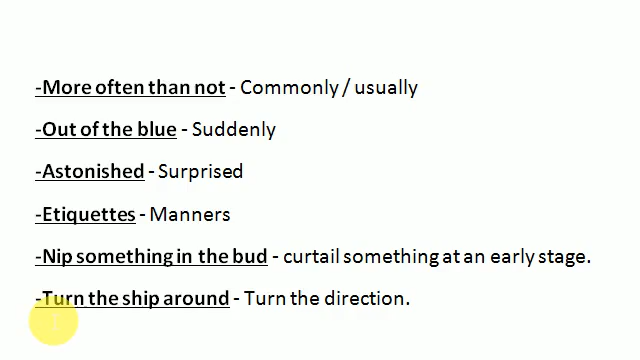 -More often than not - Commonly / usually
-Out of the blue - Suddenly
-Astonished - Surprised
-Etiquettes - Manners
-Nip something in the bud - curtail something at an early stage.
-Turn the ship around - Turn the direction.